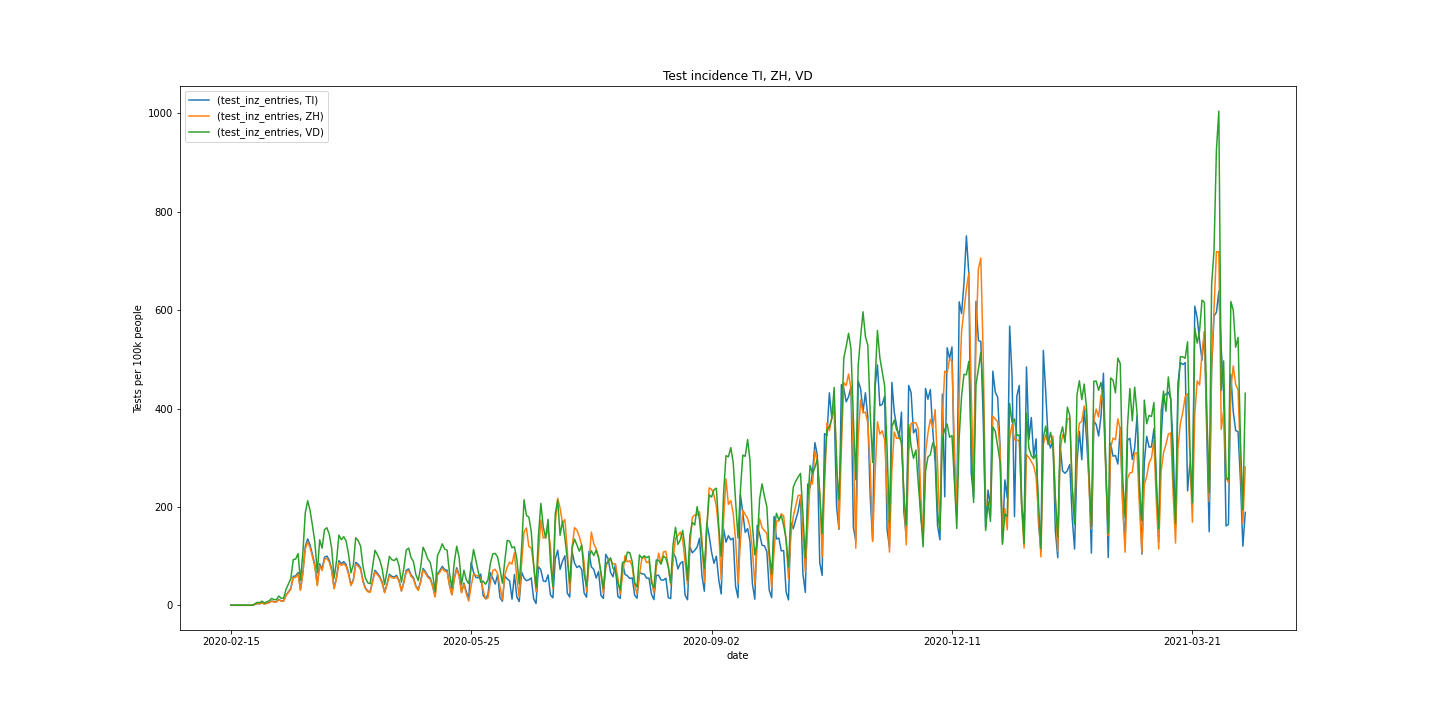 Test incidence TI, ZH, VD
(test_inz_entries, TI)
(test_inz_entries, ZH)
(test_inz_entries, VD)
1000
800
600
400
200
0
Tests per 100k people
2020-02-15
2020-05-25
2020-09-02
2020-12-11
2021-03-21
date